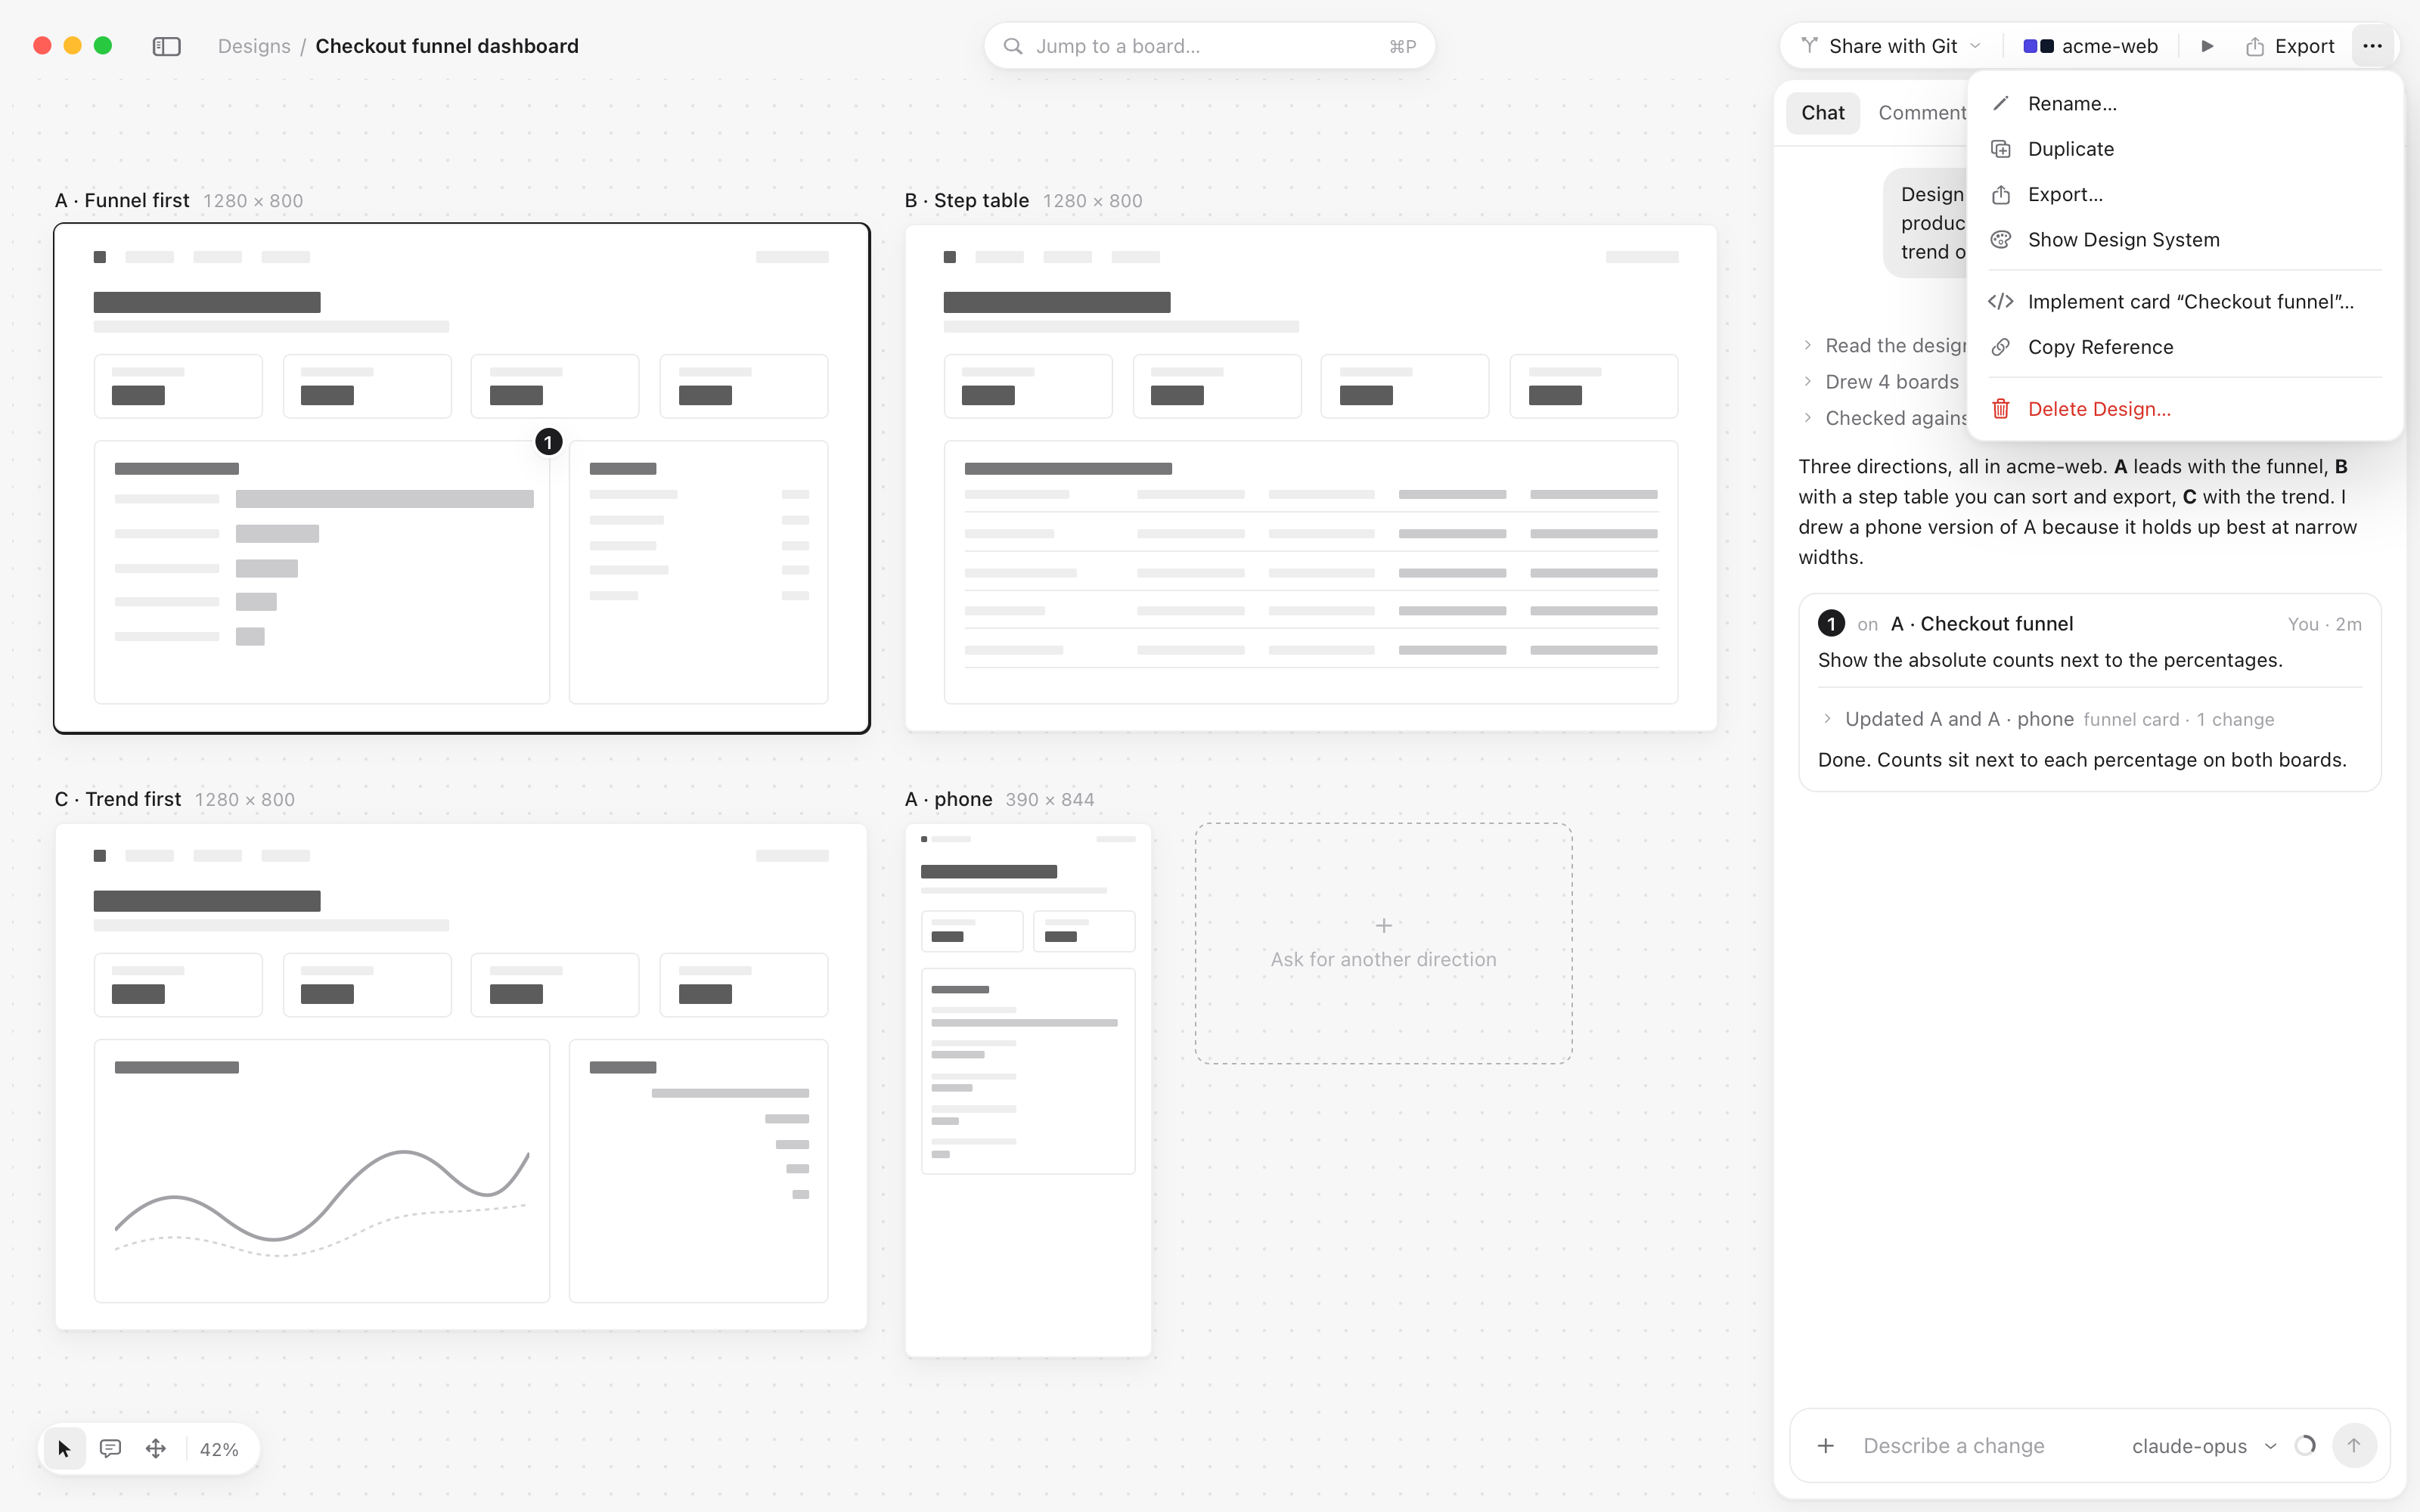 Designs / Checkout funnel dashboard
Jump to a board... ⌘P
Share with Git
acme-web
Export
Chat
Comment
Rename...
Duplicate
Export...
Show Design System
Implement card “Checkout funnel”...
Copy Reference
Delete Design...
Design
produc
trend o
Read the design
Drew 4 boards
Checked agains
Three directions, all in acme-web. A leads with the funnel, B
with a step table you can sort and export, C with the trend. I
drew a phone version of A because it holds up best at narrow
widths.
1 on A · Checkout funnel You · 2m
Show the absolute counts next to the percentages.
Updated A and A · phone funnel card · 1 change
Done. Counts sit next to each percentage on both boards.
A · Funnel first 1280 × 800
1
B · Step table 1280 × 800
C · Trend first 1280 × 800
A · phone 390 × 844
Ask for another direction
42%
Describe a change
claude-opus